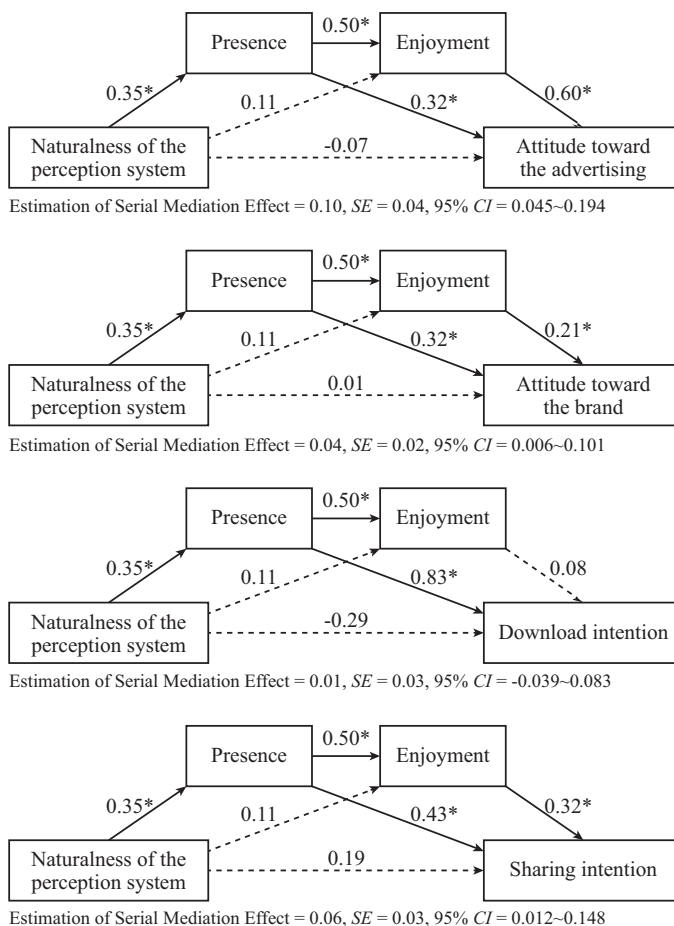 0.50*
Presence
Enjoyment
0.35*
0.11
0.32*
0.60*
Naturalness of the
perception system
-0.07
Attitude toward
the advertising
Estimation of Serial Mediation Effect = 0.10, SE = 0.04, 95% CI = 0.045~0.194
0.50*
Presence
Enjoyment
0.35*
0.11
0.32*
0.21*
Naturalness of the
perception system
0.01
Attitude toward
the brand
Estimation of Serial Mediation Effect = 0.04, SE = 0.02, 95% CI = 0.006~0.101
0.50*
Presence
Enjoyment
0.35*
0.11
0.83*
0.08
Naturalness of the
perception system
-0.29
Download intention
Estimation of Serial Mediation Effect = 0.01, SE = 0.03, 95% CI = -0.039~0.083
0.50*
Presence
Enjoyment
0.35*
0.11
0.43*
0.32*
Naturalness of the
perception system
0.19
Sharing intention
Estimation of Serial Mediation Effect = 0.06, SE = 0.03, 95% CI = 0.012~0.148